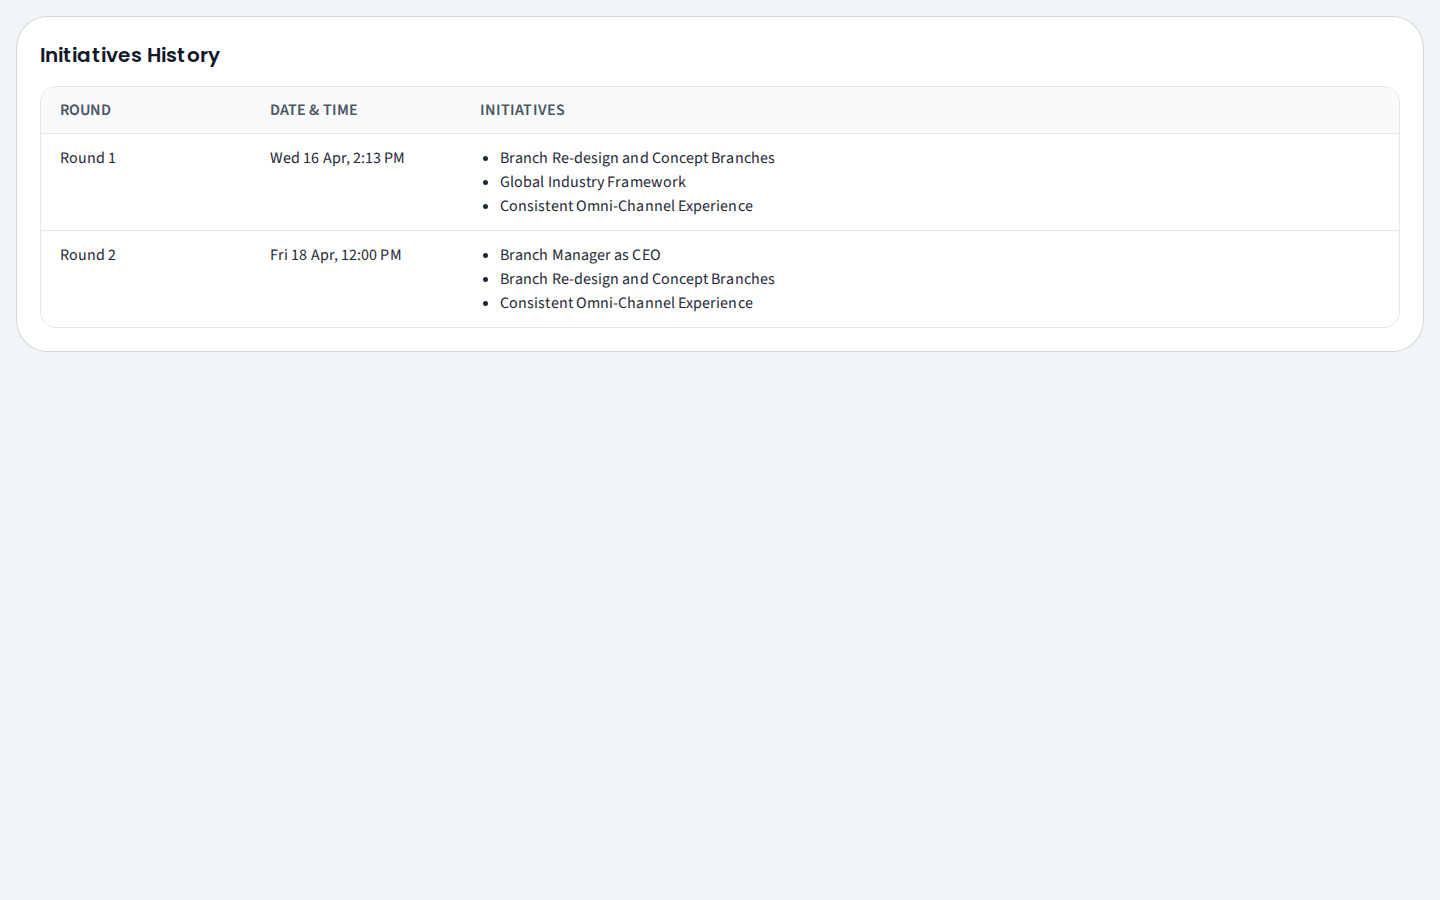 Initiatives History
ROUND DATE & TIME INITIATIVES
Round 1 Wed 16 Apr, 2:13 PM • Branch Re-design and Concept Branches
• Global Industry Framework
• Consistent Omni-Channel Experience
Round 2 Fri 18 Apr, 12:00 PM • Branch Manager as CEO
• Branch Re-design and Concept Branches
• Consistent Omni-Channel Experience